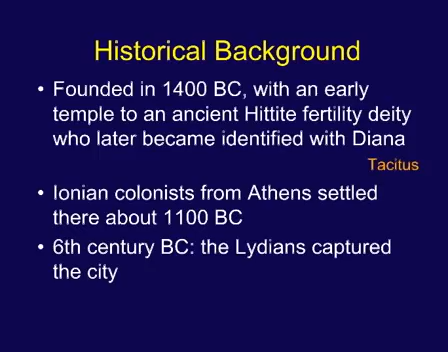 Historical Background
• Founded in 1400 BC, with an early
temple to an ancient Hittite fertility deity
who later became identified with Diana
Tacitus
• Ionian colonists from Athens settled
there about 1100 BC
• 6th century BC: the Lydians captured
the city